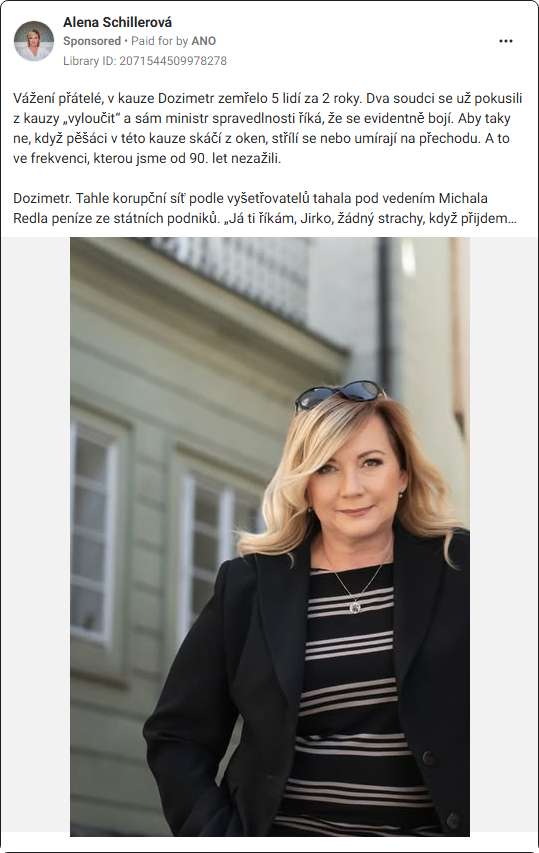 Alena Schillerová
Sponsored • Paid for by ANO
Library ID: 2071544509978278
Vážení přátelé, v kauze Dozimetr zemřelo 5 lidí za 2 roky. Dva soudci se už pokusili
z kauzy „vyloučit“ a sám ministr spravedlnosti říká, že se evidentně bojí. Aby taky
ne, když pěšáci v této kauze skáčí z oken, střílí se nebo umírají na přechodu. A to
ve frekvenci, kterou jsme od 90. let nezažili.
Dozimetr. Tahle korupční síť podle vyšetřovatelů tahala pod vedením Michala
Redla peníze ze státních podniků. „Já ti říkám, Jirko, žádný strachy, když přijdem...